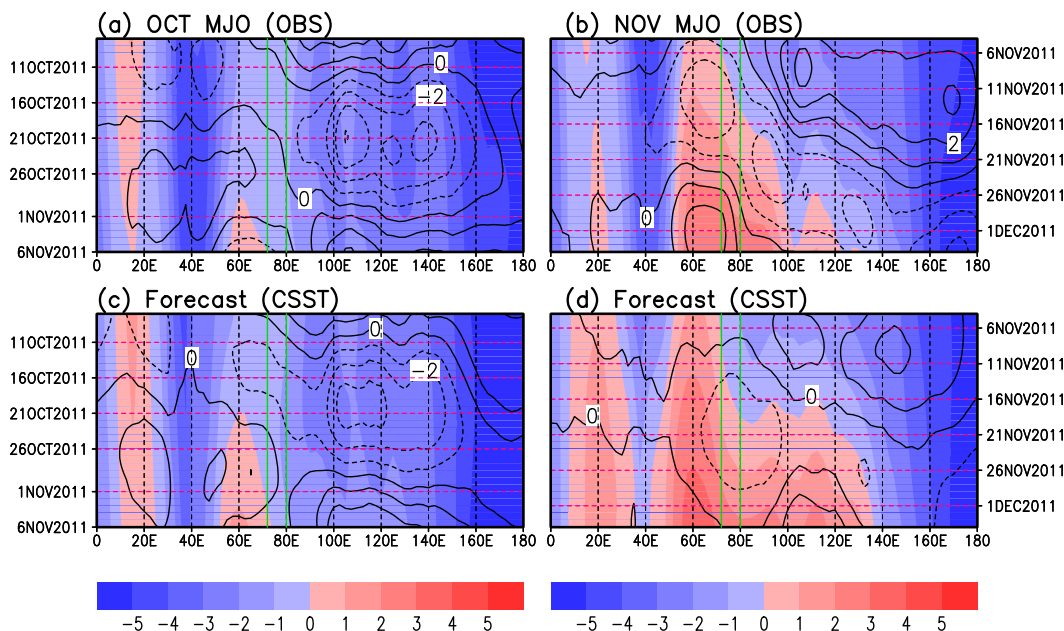 (a) OCT MJO (OBS)
(b) NOV MJO (OBS)
11OCT2011
16OCT2011
21OCT2011
26OCT2011
1NOV2011
6NOV2011
0
-2
0
0 20E 40E 60E 80E 100E 120E 140E 160E 180
6NOV2011
11NOV2011
16NOV2011
21NOV2011
26NOV2011
1DEC2011
2
0
0 20E 40E 60E 80E 100E 120E 140E 160E 180
(c) Forecast (CSST)
(d) Forecast (CSST)
11OCT2011
16OCT2011
21OCT2011
26OCT2011
1NOV2011
6NOV2011
0
0
-2
0 20E 40E 60E 80E 100E 120E 140E 160E 180
6NOV2011
11NOV2011
16NOV2011
21NOV2011
26NOV2011
1DEC2011
0
0
0 20E 40E 60E 80E 100E 120E 140E 160E 180
-5 -4 -3 -2 -1 0 1 2 3 4 5
-5 -4 -3 -2 -1 0 1 2 3 4 5